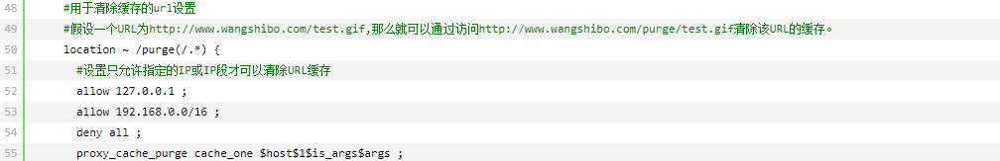 48 #用于清除缓存的url设置
49 #假设一个URL为http://www.wangshibo.com/test.gif,那么就可以通过访问http://www.wangshibo.com/purge/test.gif清除该URL的缓存。
50 location ~ /purge(/.*) {
51 #设置只允许指定的IP或IP段才可以清除URL缓存
52 allow 127.0.0.1 ;
53 allow 192.168.0.0/16 ;
54 deny all ;
55 proxy_cache_purge cache_one $host$1$is_args$args ;